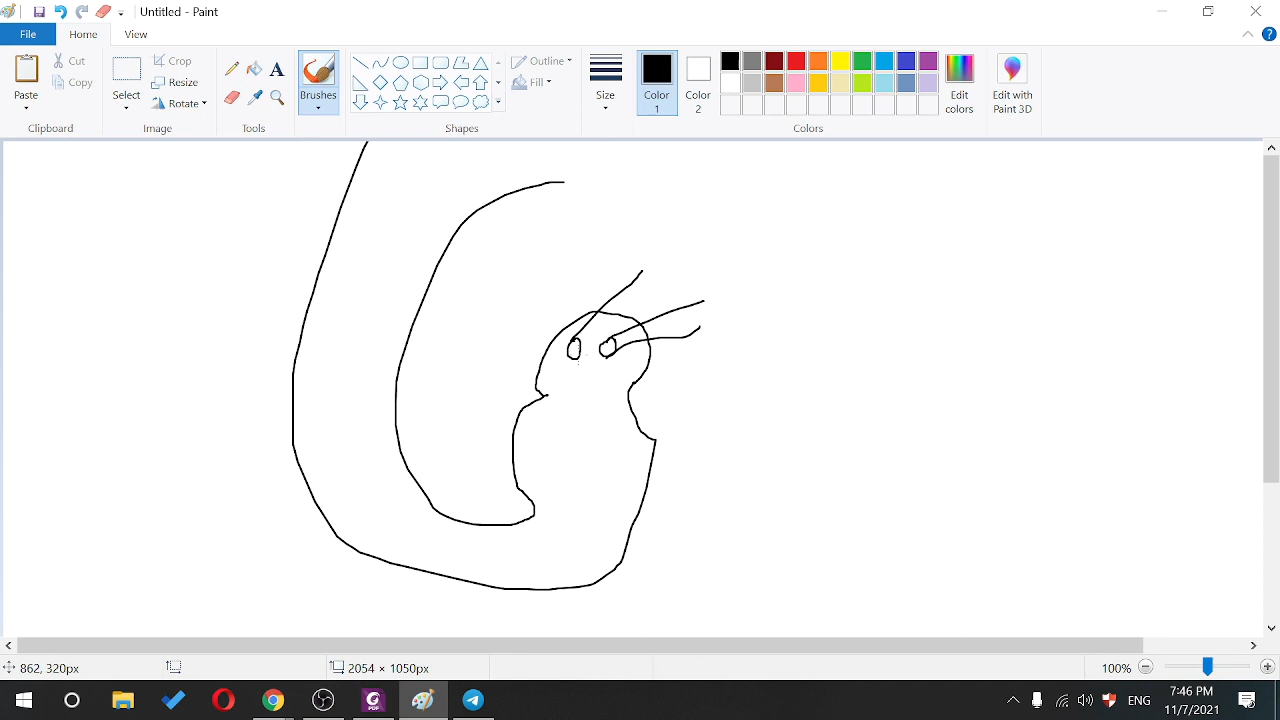 Untitled - Paint
File Home View
Paste Cut Copy Select Crop Resize Rotate Brushes Outline Fill Size Color 1 Color 2 Edit colors Edit with Paint 3D
Clipboard Image Tools Shapes Colors
862, 320px 2054 × 1050px 100%
ENG 7:46 PM 11/7/2021